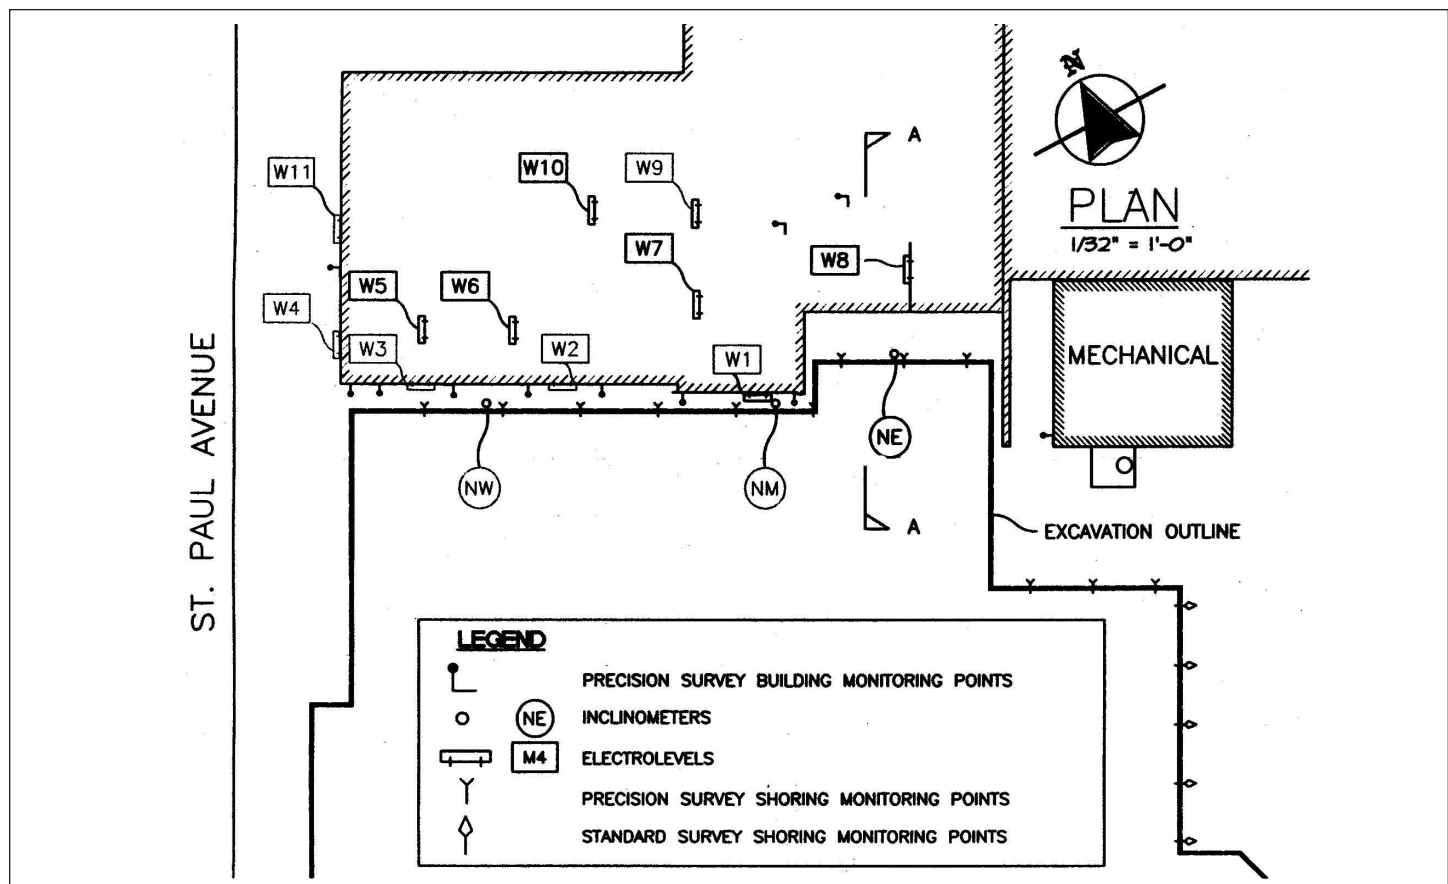 N
A
W11
W10
W9
PLAN
1/32" = 1'-0"
W7
W8
W5
W6
W4
W3
W2
W1
MECHANICAL
ST. PAUL AVENUE
NE
NW
NM
A
EXCAVATION OUTLINE
LEGEND
PRECISION SURVEY BUILDING MONITORING POINTS
NE INCLINOMETERS
M4 ELECTROLEVELS
PRECISION SURVEY SHORING MONITORING POINTS
STANDARD SURVEY SHORING MONITORING POINTS